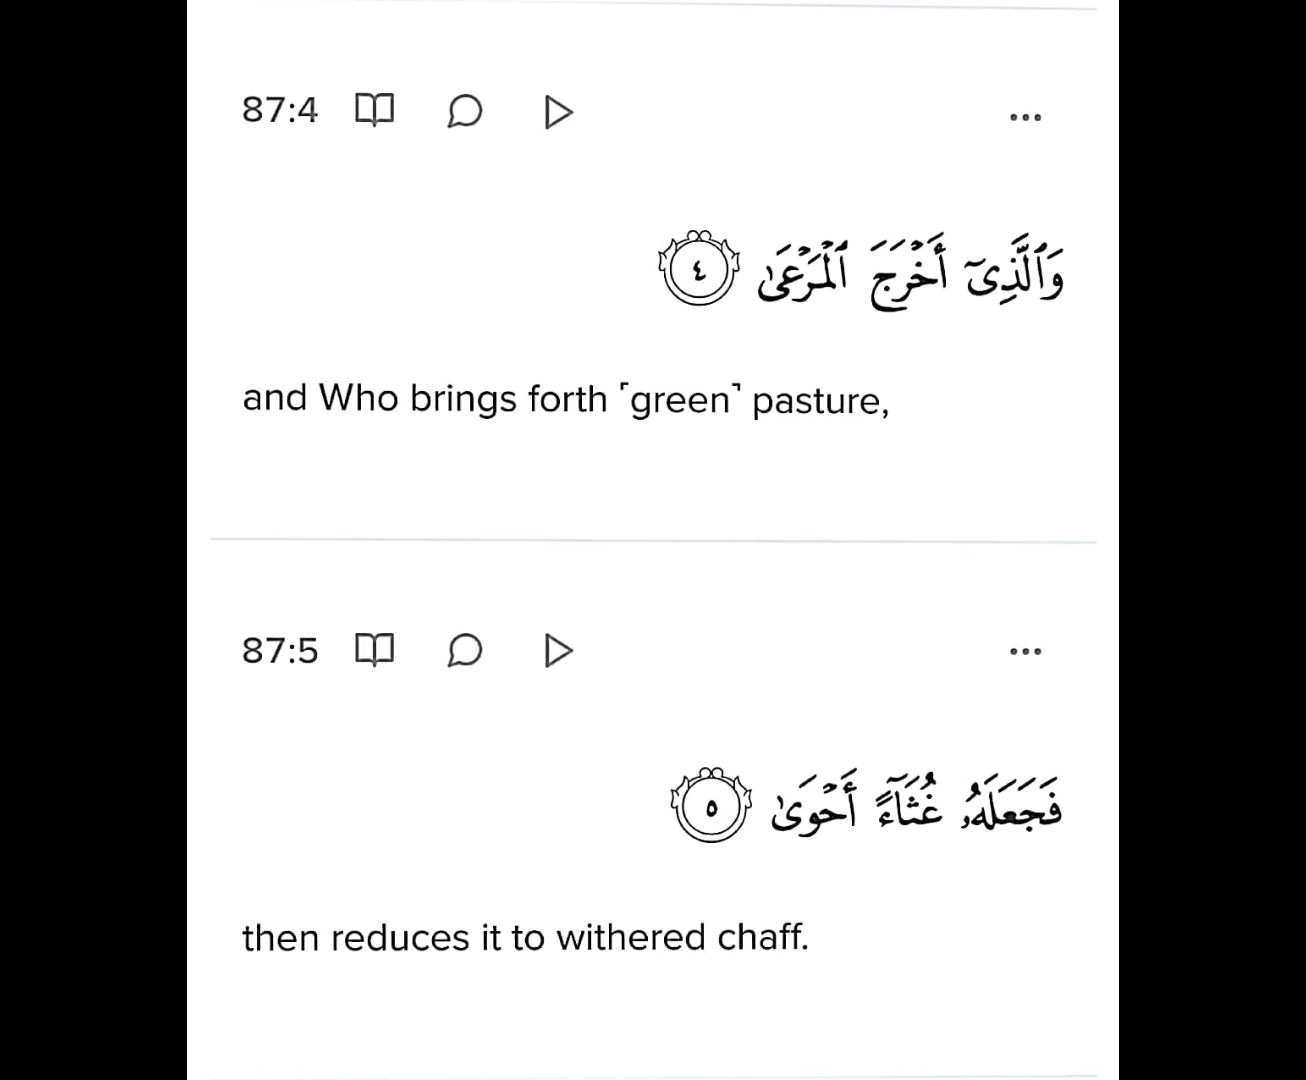 87:4
وَٱلَّذِىٓ أَخْرَجَ ٱلْمَرْعَىٰ ٤
and Who brings forth ˹green˺ pasture,
87:5
فَجَعَلَهُۥ غُثَآءً أَحْوَىٰ ٥
then reduces it to withered chaff.